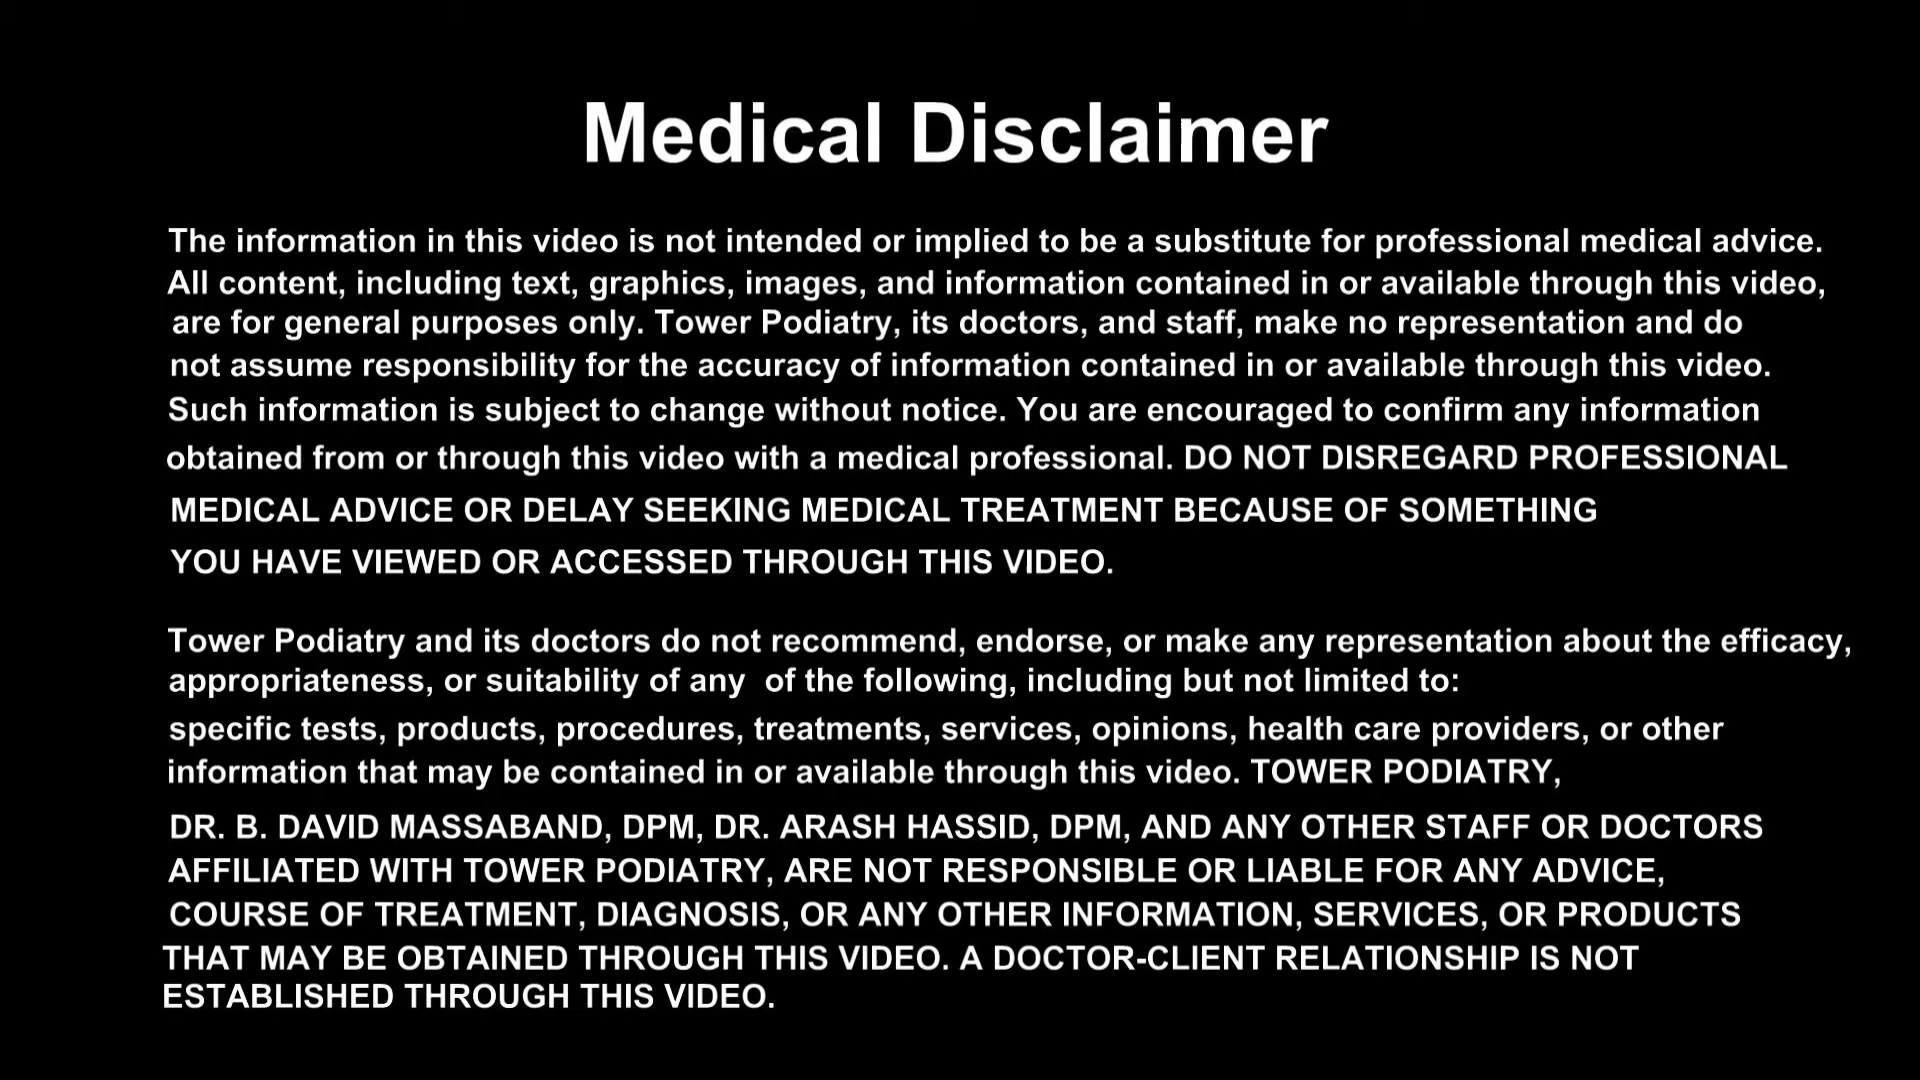 Medical Disclaimer
The information in this video is not intended or implied to be a substitute for professional medical advice.
All content, including text, graphics, images, and information contained in or available through this video,
are for general purposes only. Tower Podiatry, its doctors, and staff, make no representation and do
not assume responsibility for the accuracy of information contained in or available through this video.
Such information is subject to change without notice. You are encouraged to confirm any information
obtained from or through this video with a medical professional. DO NOT DISREGARD PROFESSIONAL
MEDICAL ADVICE OR DELAY SEEKING MEDICAL TREATMENT BECAUSE OF SOMETHING
YOU HAVE VIEWED OR ACCESSED THROUGH THIS VIDEO.
Tower Podiatry and its doctors do not recommend, endorse, or make any representation about the efficacy,
appropriateness, or suitability of any  of the following, including but not limited to:
specific tests, products, procedures, treatments, services, opinions, health care providers, or other
information that may be contained in or available through this video. TOWER PODIATRY,
DR. B. DAVID MASSABAND, DPM, DR. ARASH HASSID, DPM, AND ANY OTHER STAFF OR DOCTORS
AFFILIATED WITH TOWER PODIATRY, ARE NOT RESPONSIBLE OR LIABLE FOR ANY ADVICE,
COURSE OF TREATMENT, DIAGNOSIS, OR ANY OTHER INFORMATION, SERVICES, OR PRODUCTS
THAT MAY BE OBTAINED THROUGH THIS VIDEO. A DOCTOR-CLIENT RELATIONSHIP IS NOT
ESTABLISHED THROUGH THIS VIDEO.